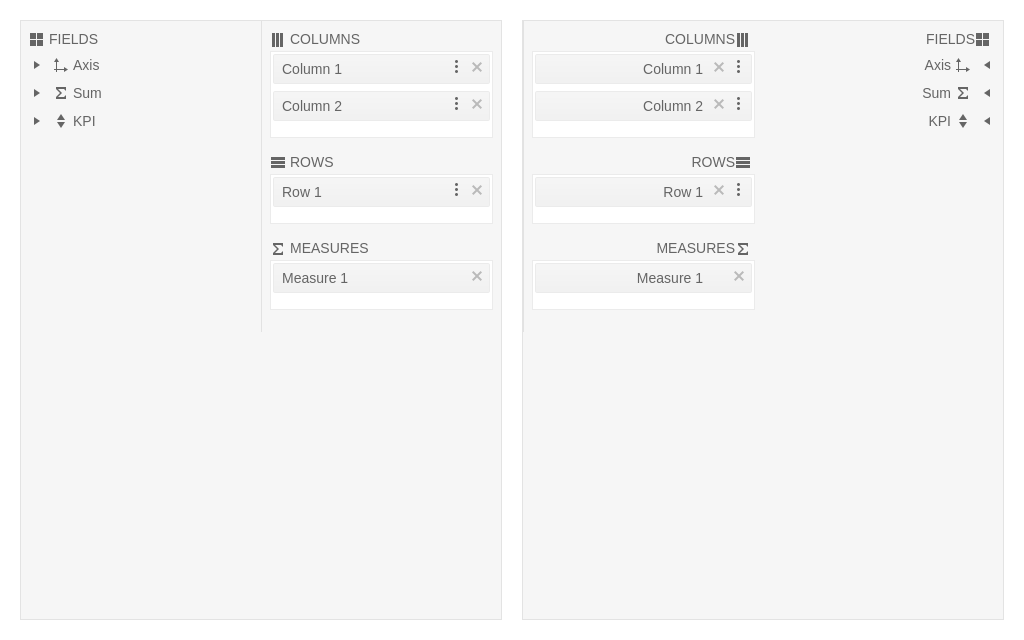 FIELDS
Axis
Sum
KPI
COLUMNS
Column 1
Column 2
ROWS
Row 1
MEASURES
Measure 1
COLUMNS
Column 1
Column 2
ROWS
Row 1
MEASURES
Measure 1
FIELDS
Axis
Sum
KPI